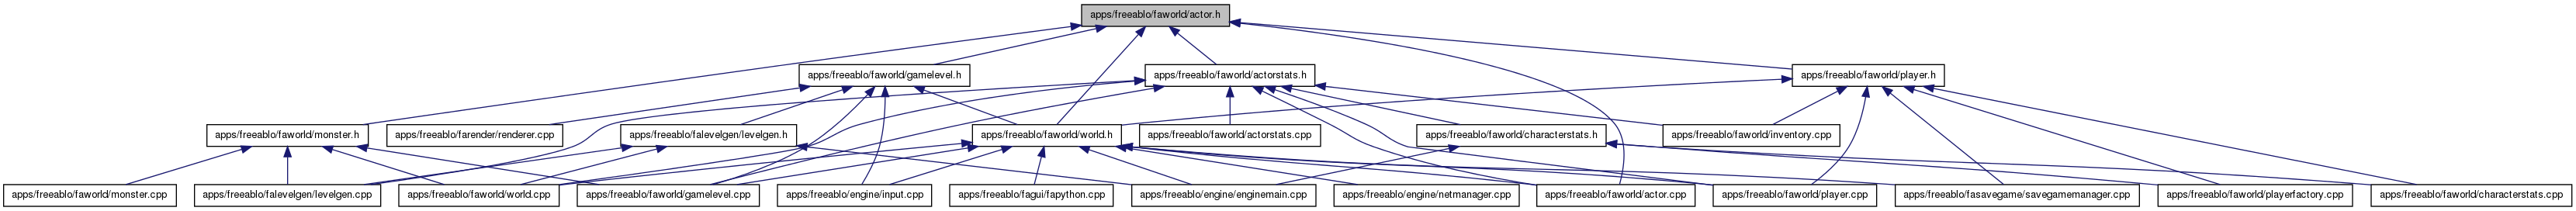 apps/freeablo/faworld/actor.h
apps/freeablo/faworld/gamelevel.h
apps/freeablo/faworld/actorstats.h
apps/freeablo/faworld/player.h
apps/freeablo/faworld/monster.h
apps/freeablo/farender/renderer.cpp
apps/freeablo/falevelgen/levelgen.h
apps/freeablo/faworld/world.h
apps/freeablo/faworld/actorstats.cpp
apps/freeablo/faworld/characterstats.h
apps/freeablo/faworld/inventory.cpp
apps/freeablo/faworld/monster.cpp
apps/freeablo/falevelgen/levelgen.cpp
apps/freeablo/faworld/world.cpp
apps/freeablo/faworld/gamelevel.cpp
apps/freeablo/engine/input.cpp
apps/freeablo/fagui/fapython.cpp
apps/freeablo/engine/enginemain.cpp
apps/freeablo/engine/netmanager.cpp
apps/freeablo/faworld/actor.cpp
apps/freeablo/faworld/player.cpp
apps/freeablo/fasavegame/savegamemanager.cpp
apps/freeablo/faworld/playerfactory.cpp
apps/freeablo/faworld/characterstats.cpp